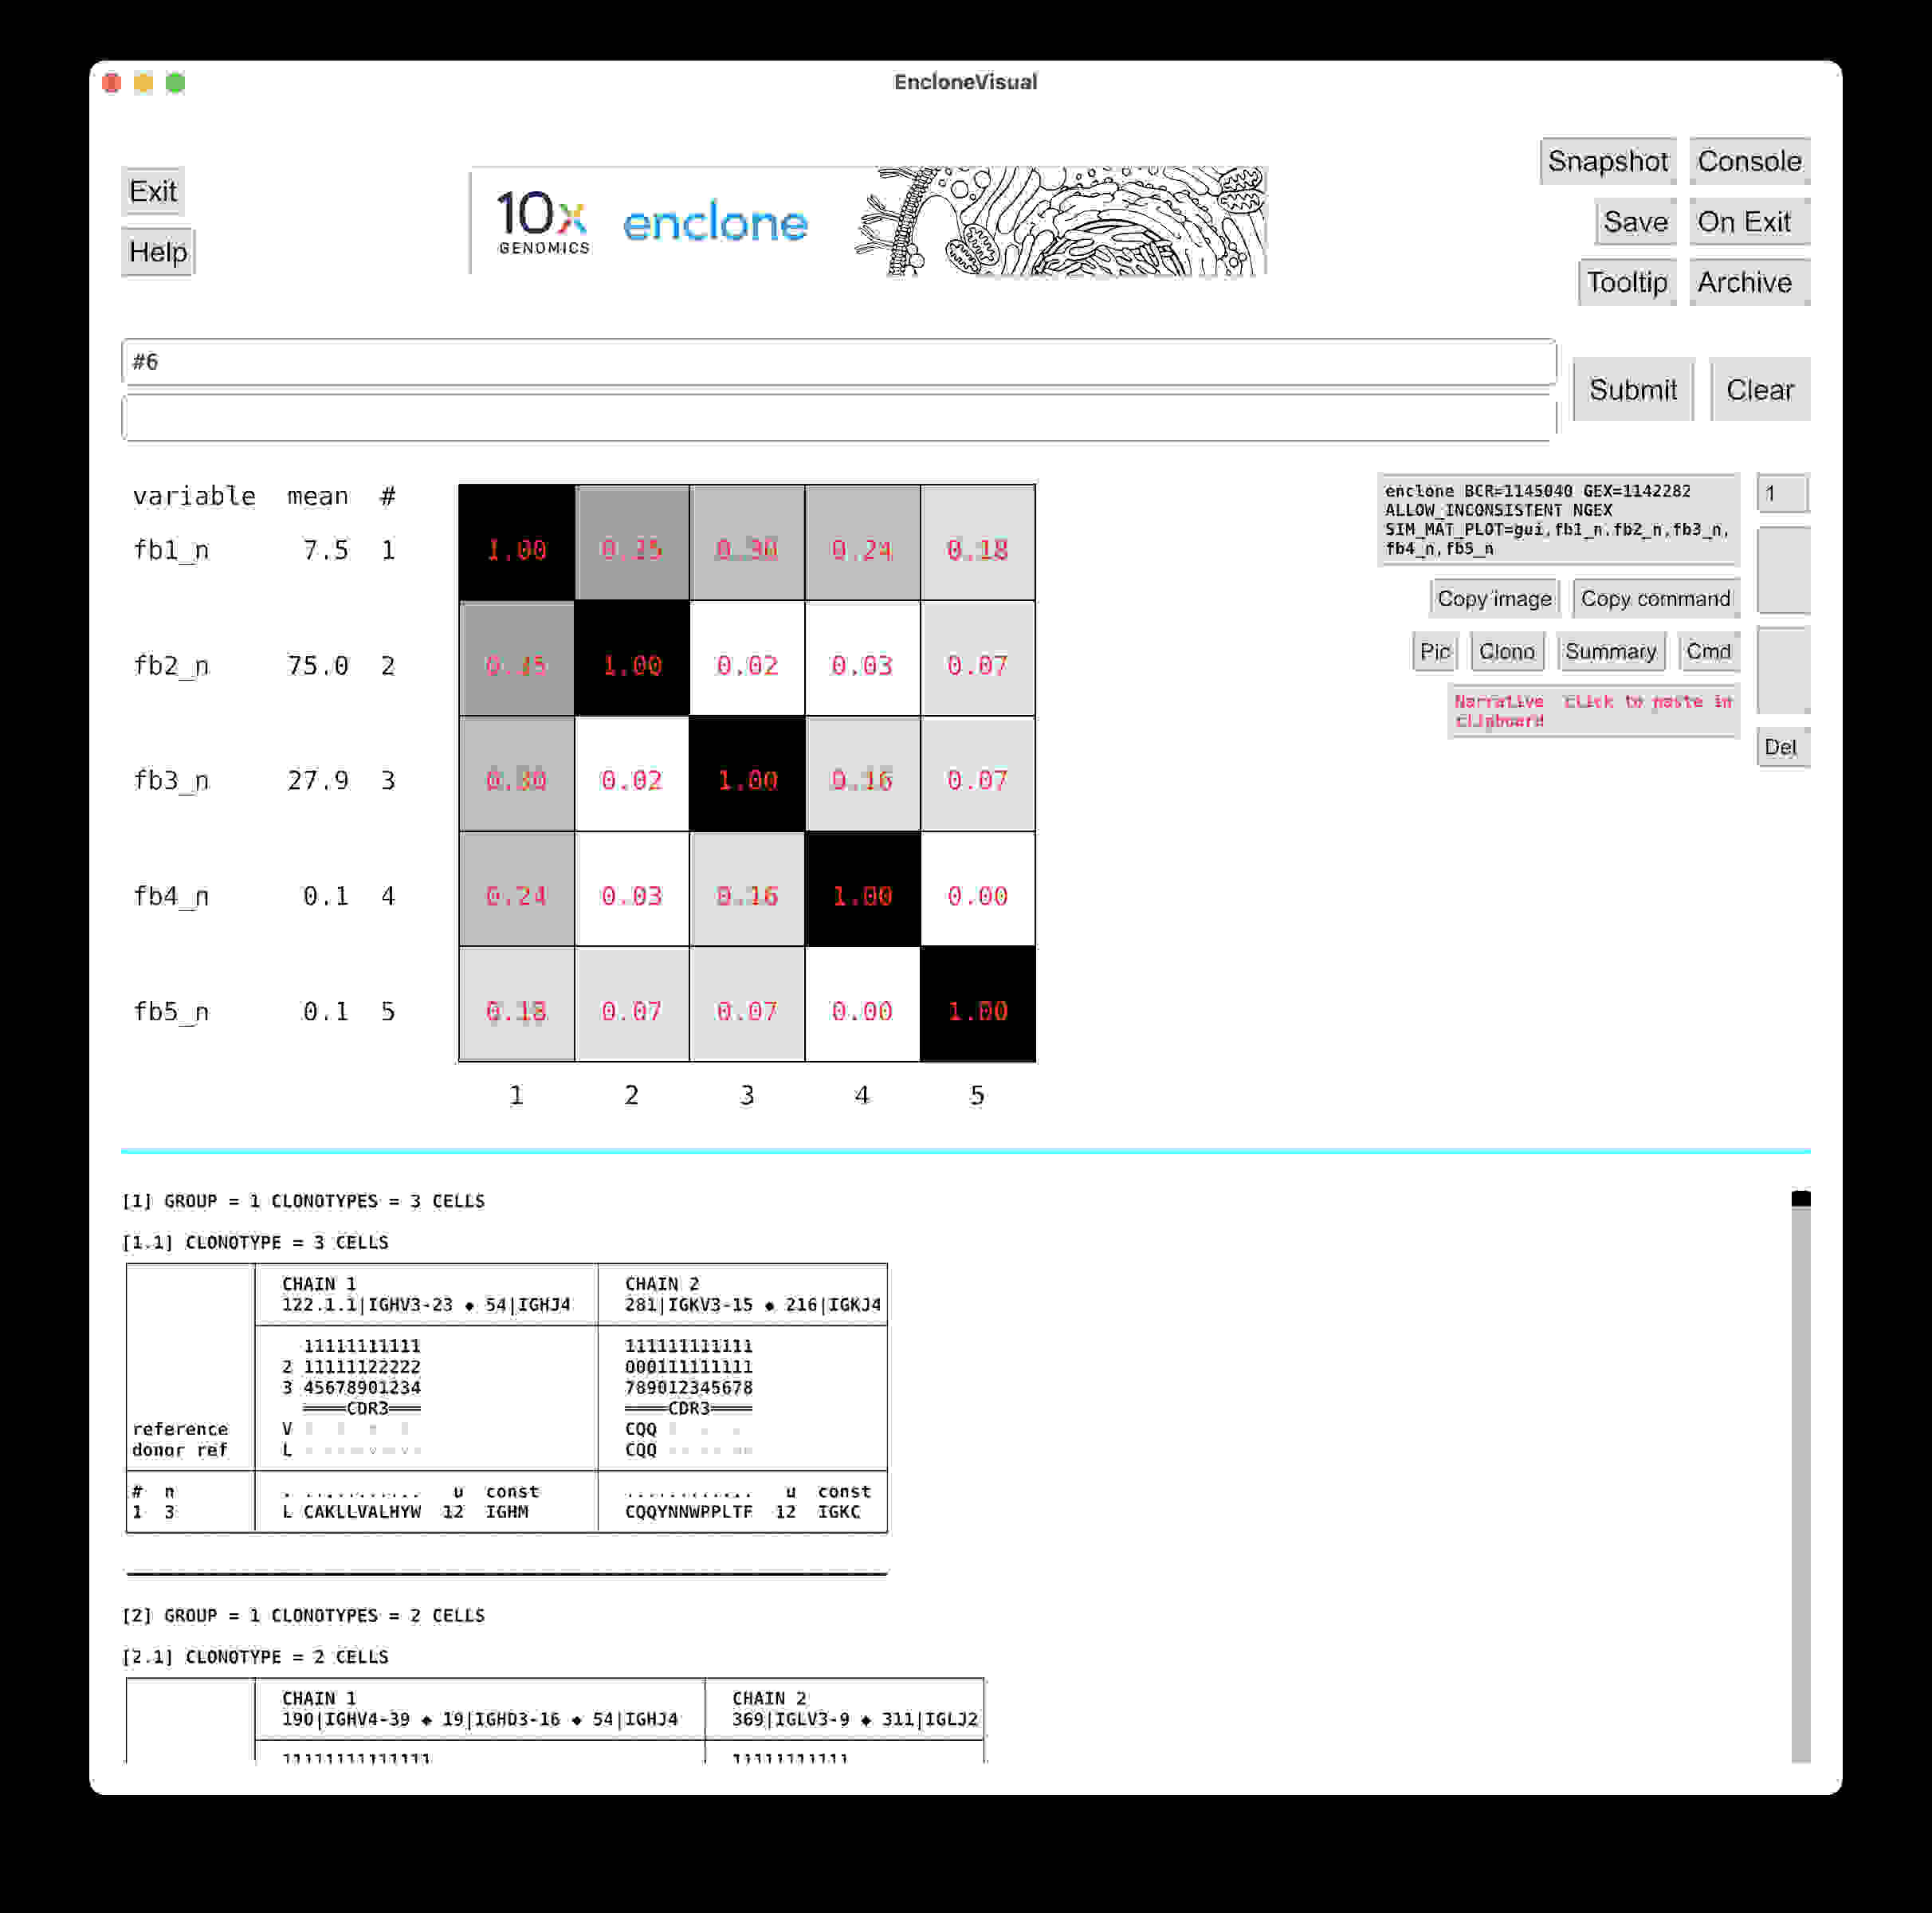 EncloneVisual
Exit
Help
10x
GENOMICS
enclone
Snapshot Console
Save On Exit
Tooltip Archive
#6
Submit Clear
variable mean #
fb1_n 7.5 1 1.00 0.30 0.24 0.18
fb2_n 75.0 2 1.00 0.02 0.03 0.07
fb3_n 27.9 3 0.30 0.02 1.00 0.16 0.07
fb4_n 0.1 4 0.24 0.03 0.16 1.00 0.00
fb5_n 0.1 5 0.18 0.07 0.07 0.00 1.00
1 2 3 4 5
enclone BCR=1145040 GEX=1142282
ALLOW_INCONSISTENT NGEX
SIM_MAT_PLOT=gui,fb1_n,fb2_n,fb3_n,
fb4_n,fb5_n
1
Copy image Copy command
Pic Clono Summary Cmd
Narrative Click to paste in
clipboard
Del
[1] GROUP = 1 CLONOTYPES = 3 CELLS
[1.1] CLONOTYPE = 3 CELLS
CHAIN 1 CHAIN 2
122.1.1|IGHV3-23 ◆ 54|IGHJ4 281|IGKV3-15 ◆ 216|IGKJ4
11111111111 111111111111
2 11111122222 000111111111
3 45678901234 789012345678
════CDR3═══ ════CDR3════
reference V CQQ
donor ref L CQQ
# n . ........... u const ............ u const
1 3 L CAKLLVALHYW 12 IGHM CQQYNNWPPLTF 12 IGKC
[2] GROUP = 1 CLONOTYPES = 2 CELLS
[2.1] CLONOTYPE = 2 CELLS
CHAIN 1 CHAIN 2
190|IGHV4-39 ◆ 19|IGHD3-16 ◆ 54|IGHJ4 369|IGLV3-9 ◆ 311|IGLJ2
11111111111111 11111111111